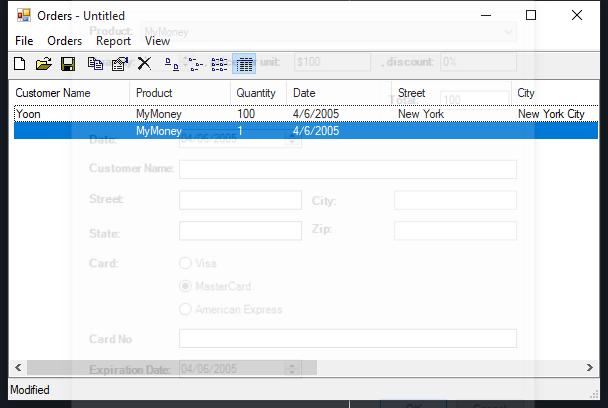 Orders - Untitled
Product: MyMoney
File Orders Report View
unit: $100 , discount: 0%
Customer Name Product Quantity Date Street City
Total: 100
Yoon MyMoney 100 4/6/2005 New York New York City
MyMoney 1 4/6/2005
Date: 04/06/2005
Customer Name:
Street: City:
State: Zip:
Card: Visa
MasterCard
American Express
Card No
Expiration Date: 04/06/2005
Modified